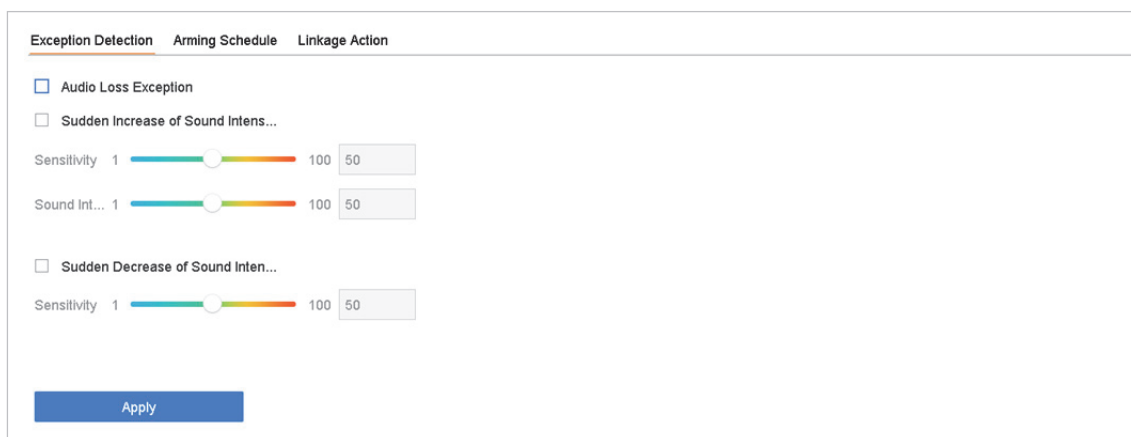 Exception Detection Arming Schedule Linkage Action
Audio Loss Exception
Sudden Increase of Sound Intens...
Sensitivity 1 100 50
Sound Int... 1 100 50
Sudden Decrease of Sound Inten...
Sensitivity 1 100 50
Apply